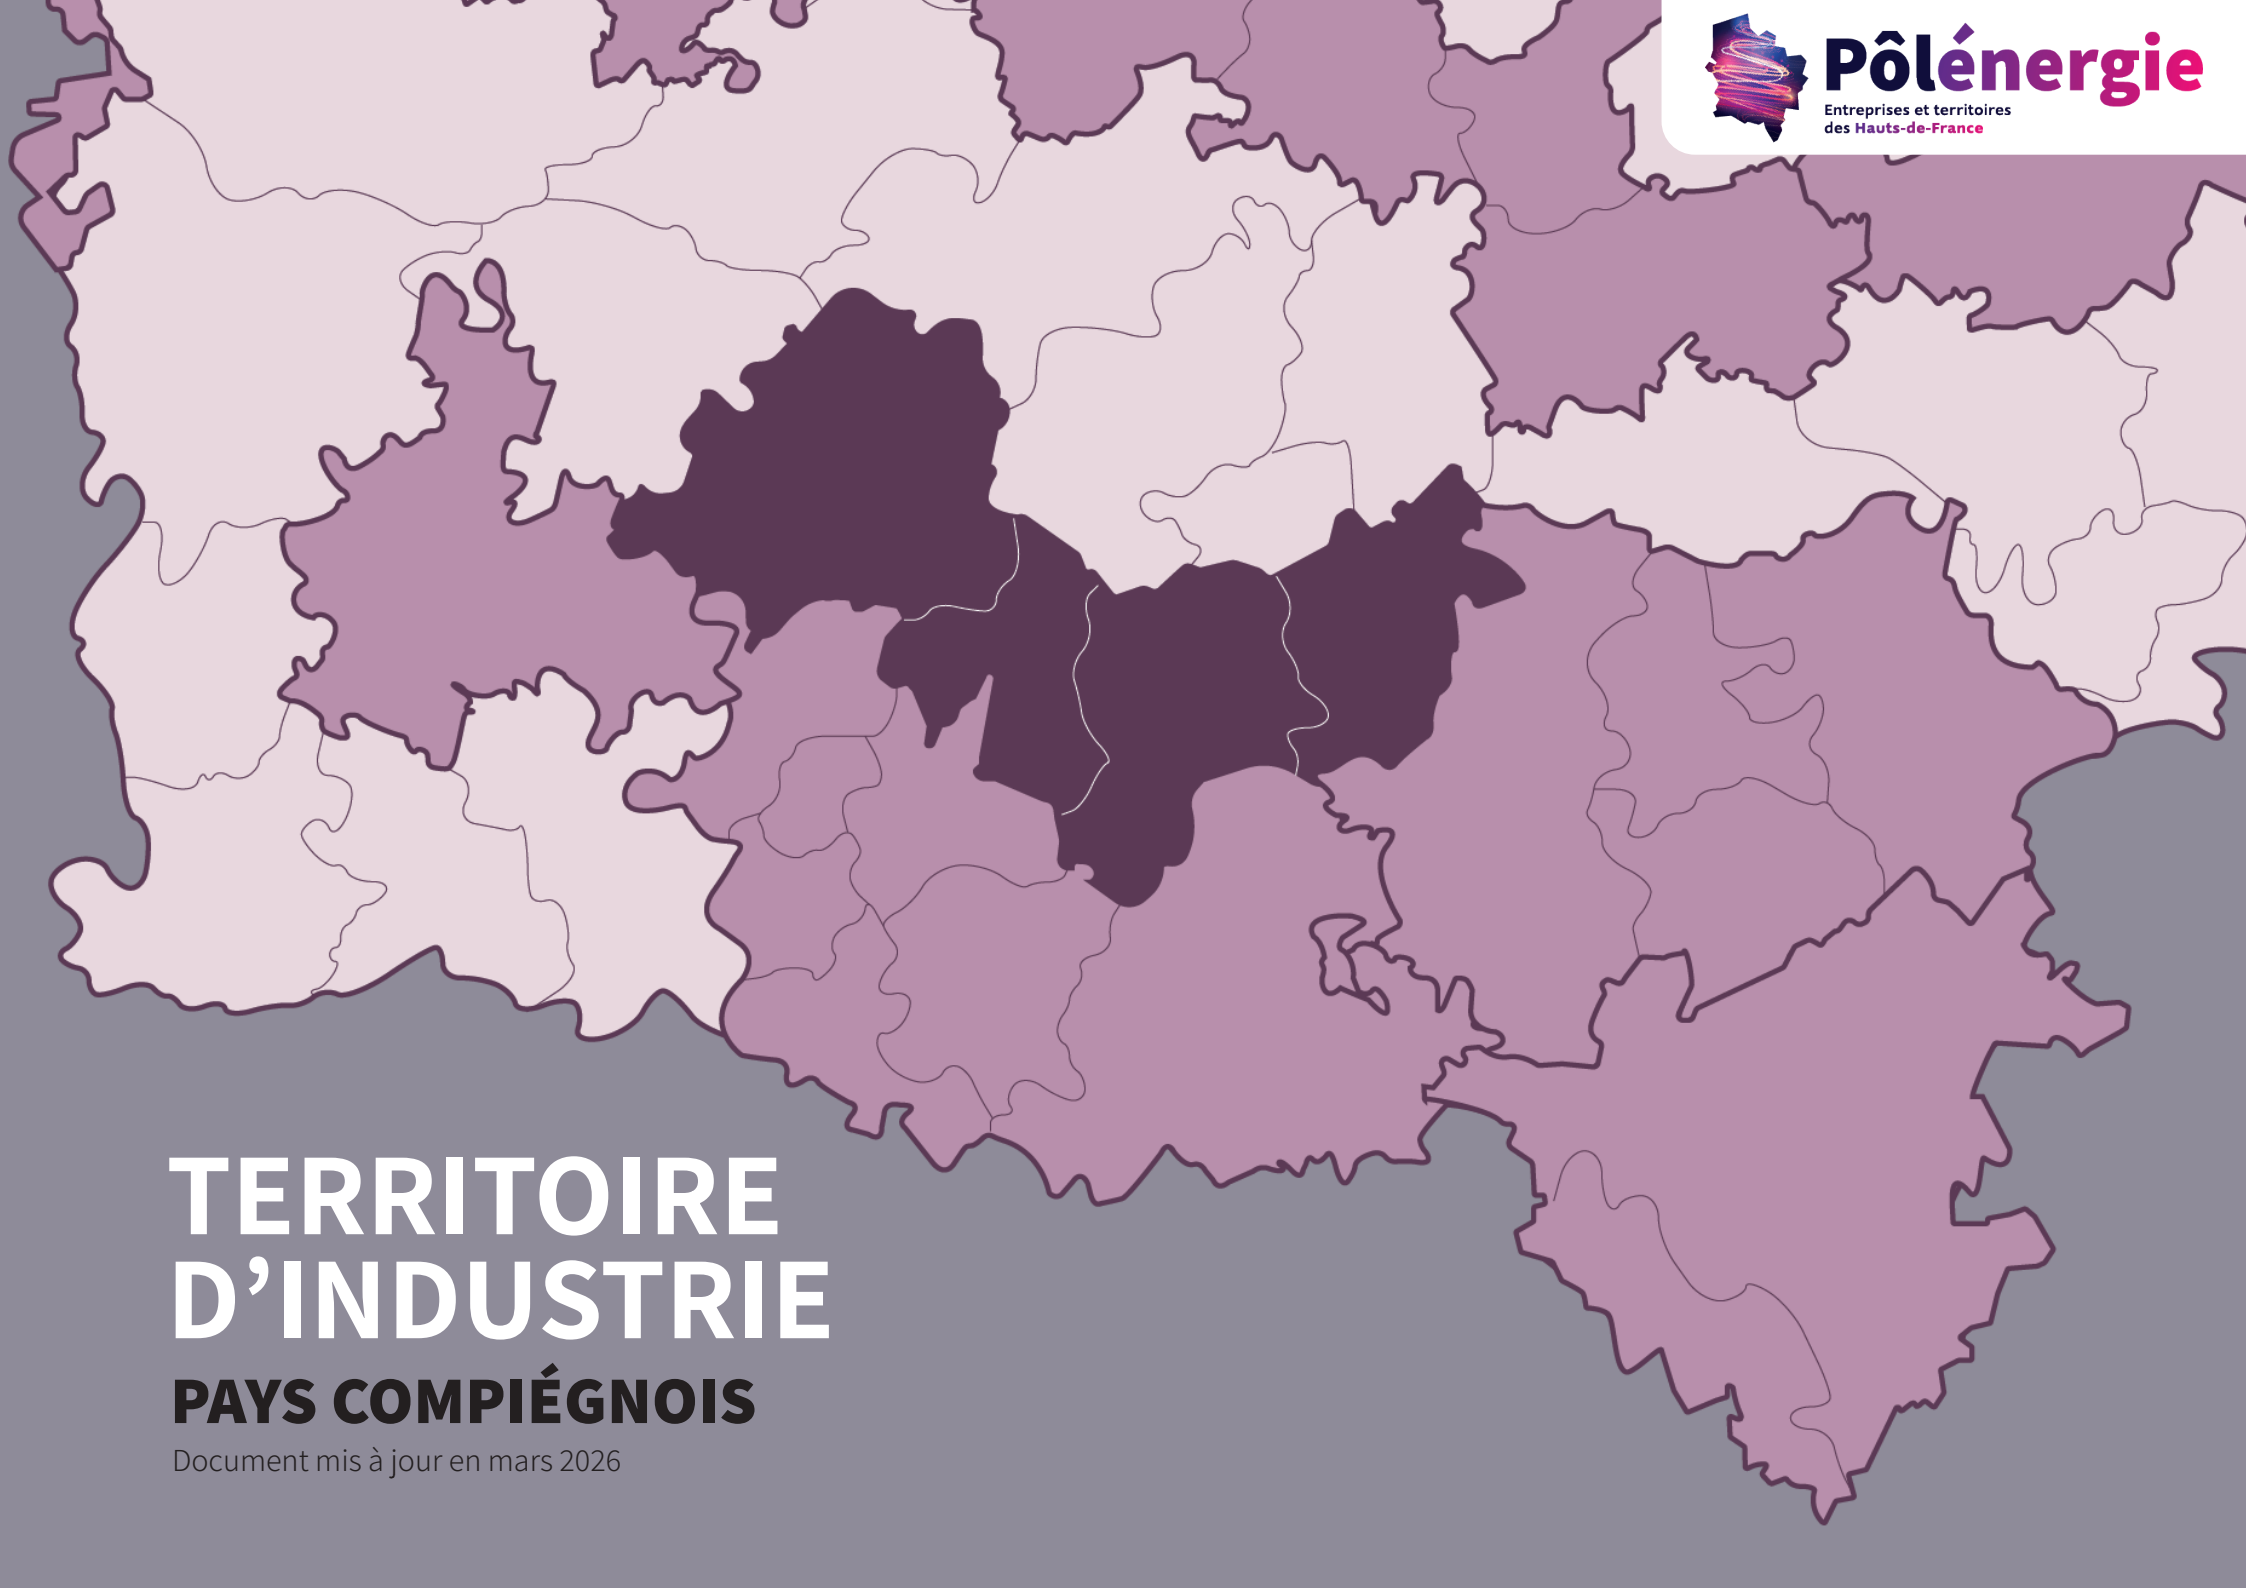 Pôlénergie
Entreprises et territoires
des Hauts-de-France
TERRITOIRE
D’INDUSTRIE
PAYS COMPIÉGNOIS
Document mis à jour en mars 2026